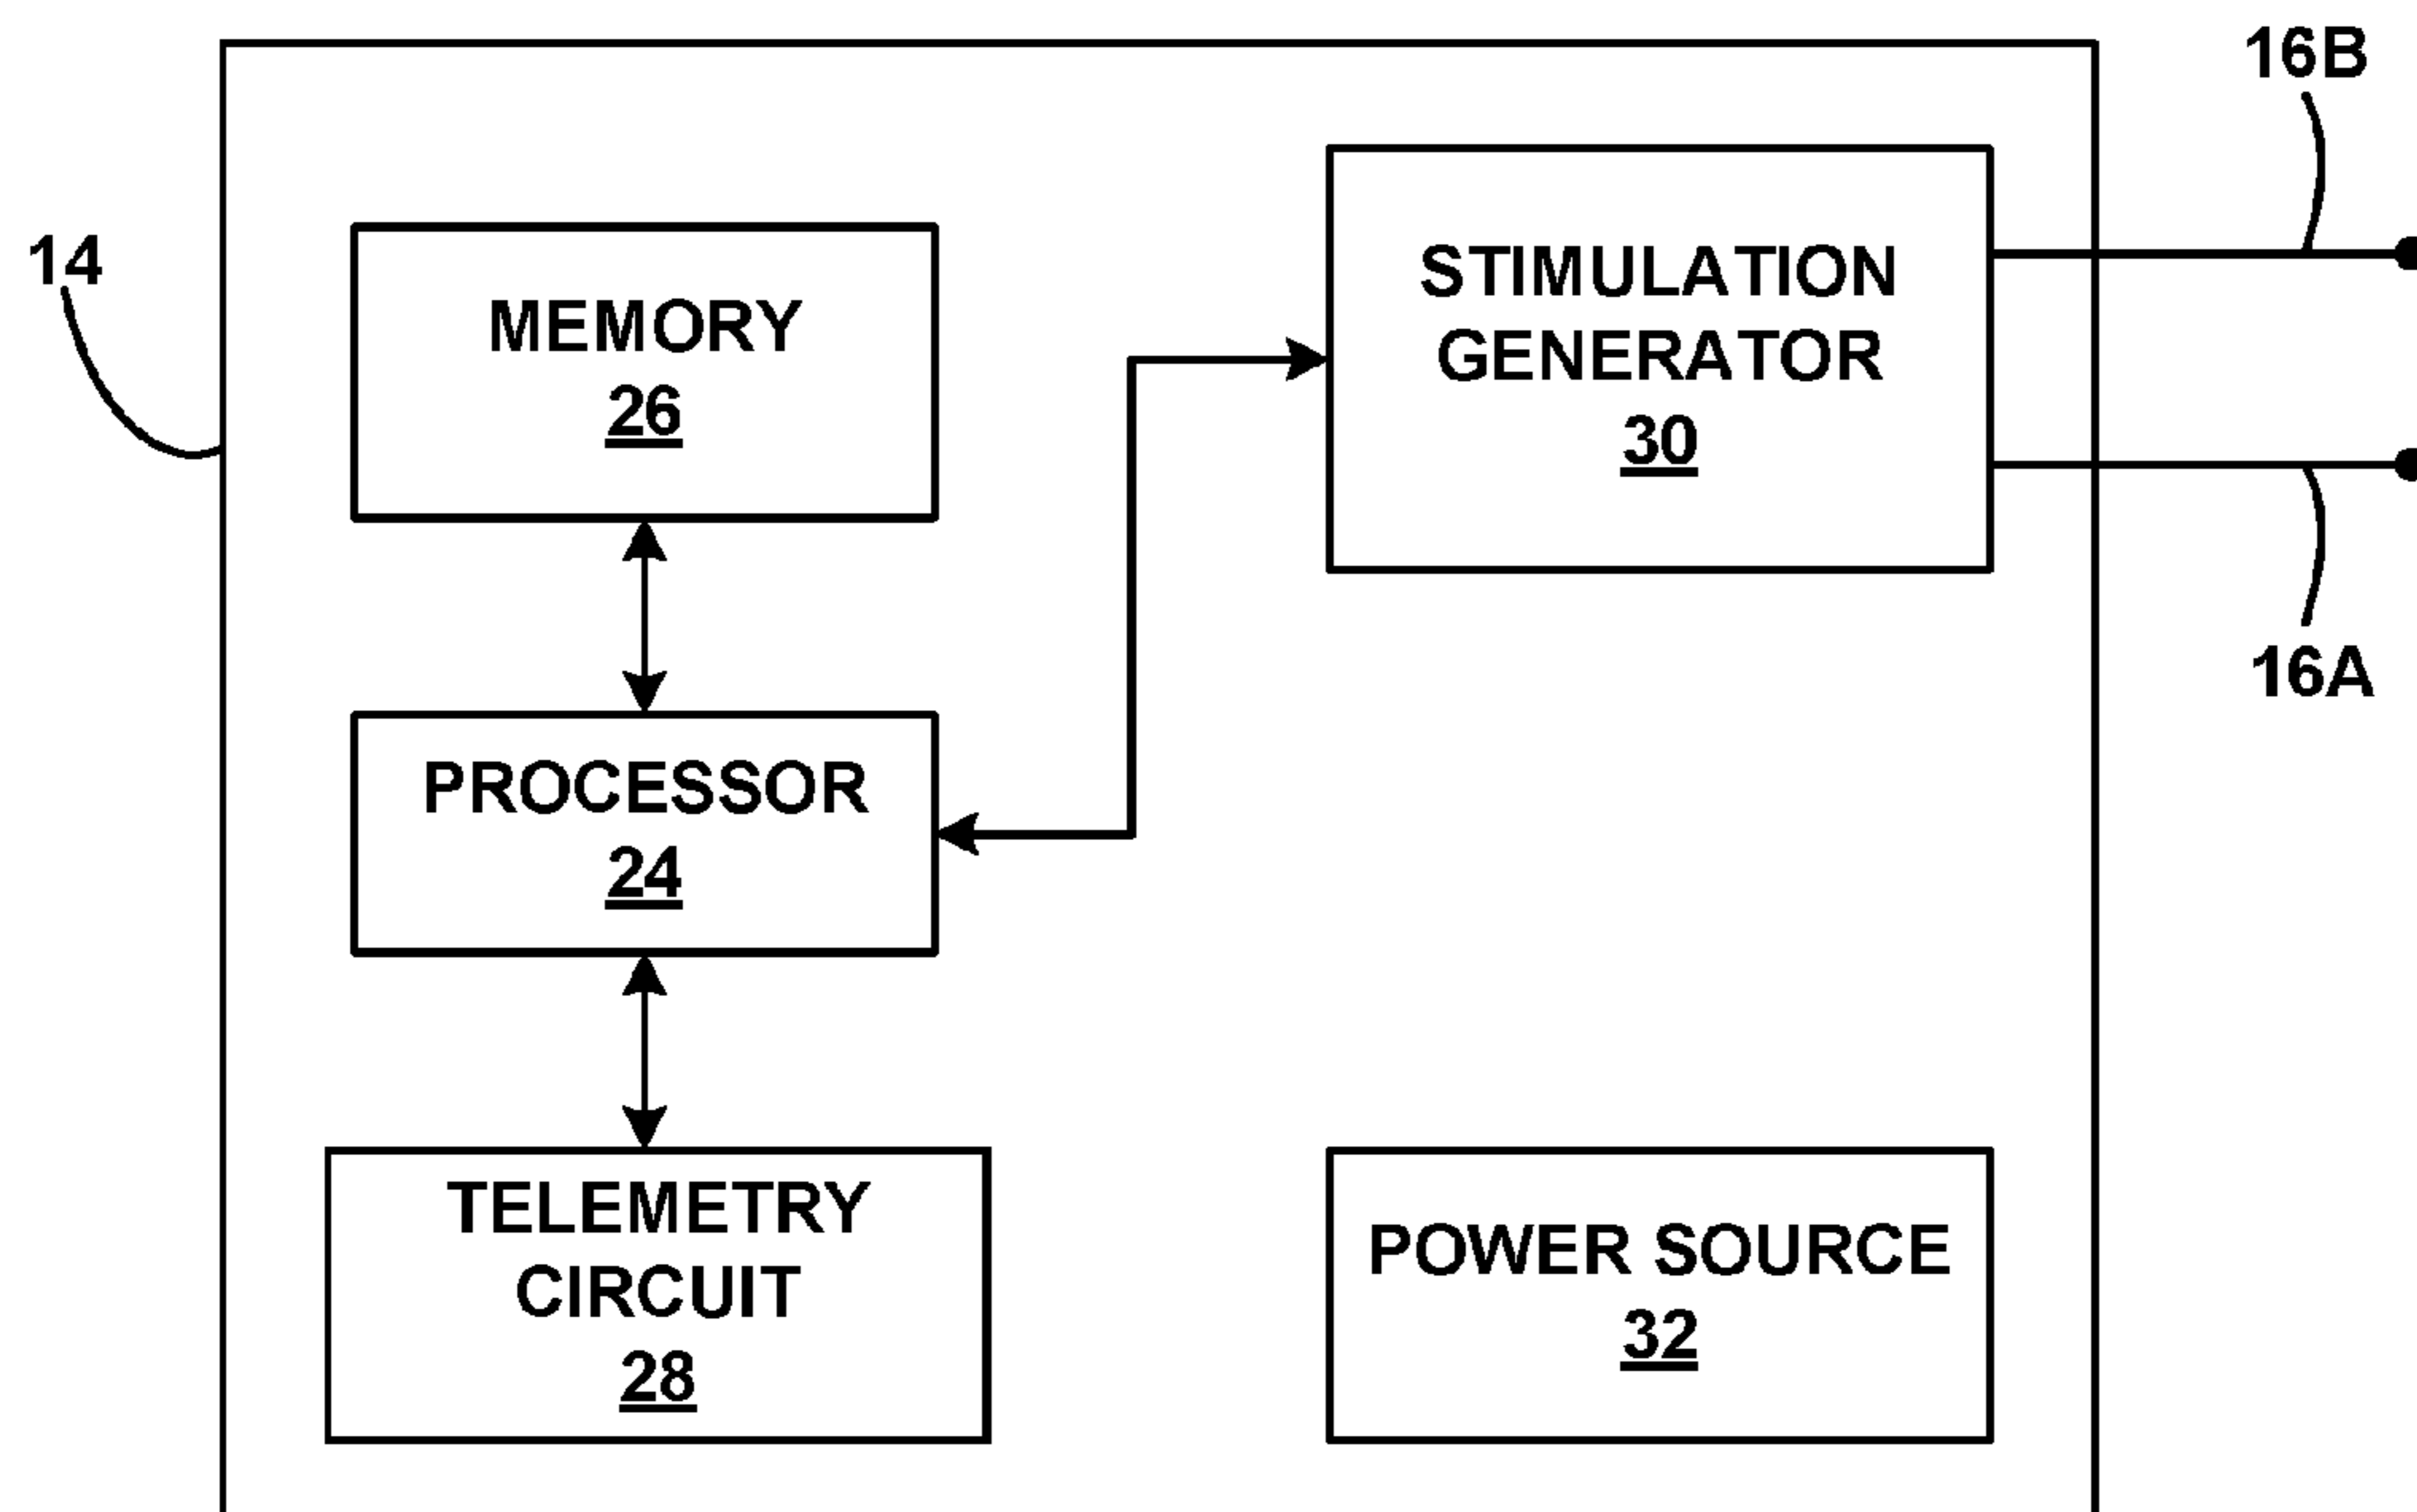 16B
14
MEMORY
26
STIMULATION
GENERATOR
30
16A
PROCESSOR
24
TELEMETRY
CIRCUIT
28
POWER SOURCE
32